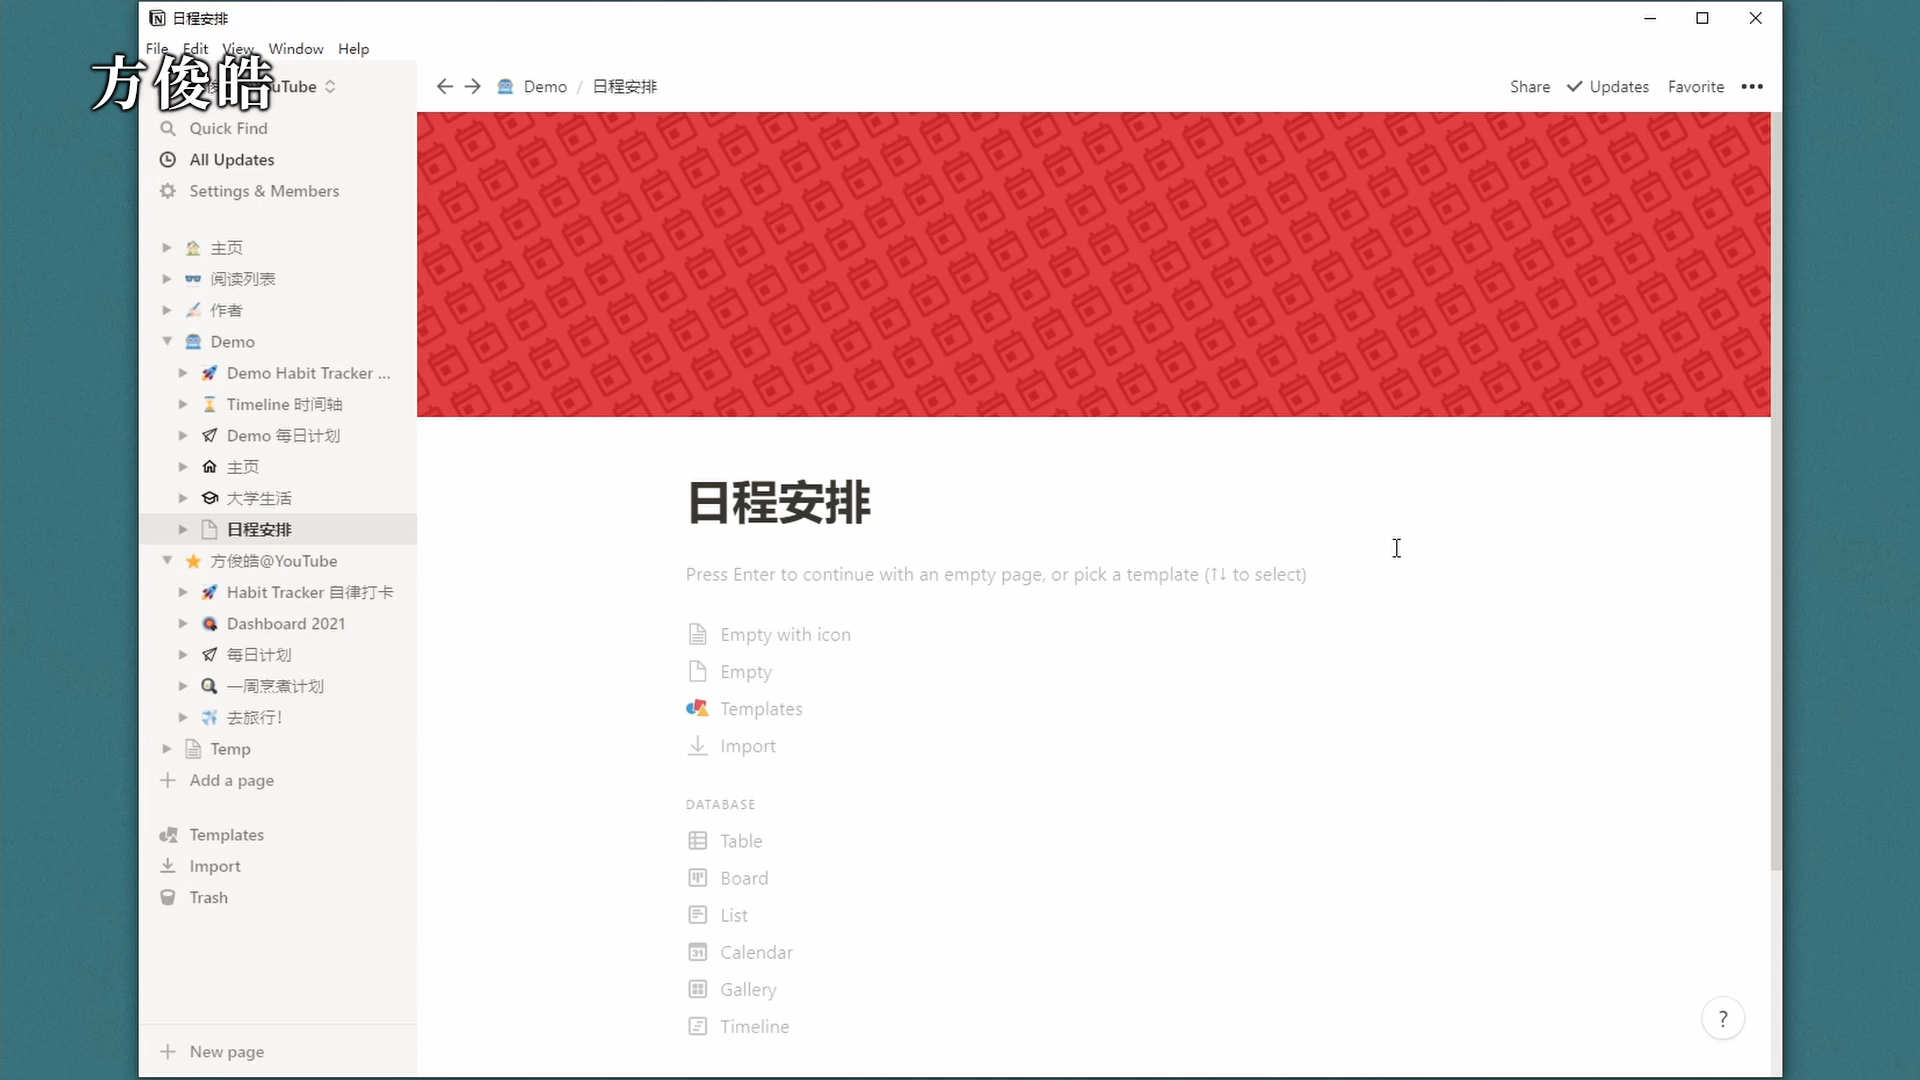 日程安排
File Edit View Window Help
方俊皓
uTube
Demo / 日程安排
Share Updates Favorite
Quick Find
All Updates
Settings & Members
主页
阅读列表
作者
Demo
Demo Habit Tracker ...
Timeline 时间轴
Demo 每日计划
主页
大学生活
日程安排
方俊皓@YouTube
Habit Tracker 自律打卡
Dashboard 2021
每日计划
一周烹煮计划
去旅行！
Temp
Add a page
Templates
Import
Trash
New page
日程安排
Press Enter to continue with an empty page, or pick a template (↑↓ to select)
Empty with icon
Empty
Templates
Import
DATABASE
Table
Board
List
Calendar
Gallery
Timeline
?